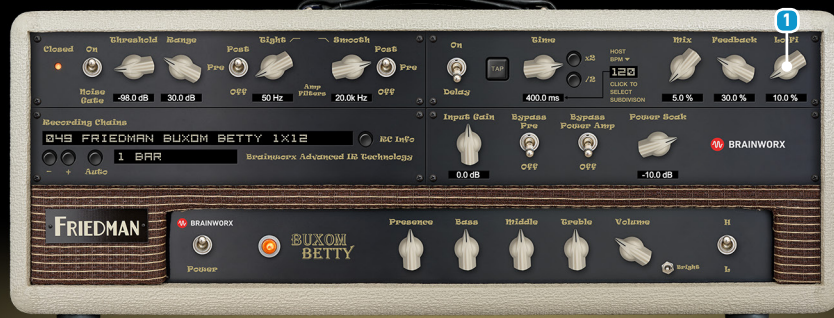 1
Closed On Threshold Range Post Tight Smooth Post
Pre Pre
Noise Gate Off Amp Filters Off
-98.0 dB 30.0 dB 50 Hz 20.0k Hz
On Time x2 HOST BPM Mix Feedback Lo-Fi
TAP /2 120
CLICK TO SELECT SUBDIVISON
Delay 400.0 ms 5.0 % 30.0 % 10.0 %
Recording Chains
049 FRIEDMAN BUXOM BETTY 1X12 RC Info
1 BAR
- + Auto Brainworx Advanced IR Technology
Input Gain Bypass Pre Bypass Power Amp Power Soak
BRAINWORX
0.0 dB Off Off -10.0 dB
FRIEDMAN
BRAINWORX Presence Bass Middle Treble Volume H
BUXOM
BETTY
Power Bright L